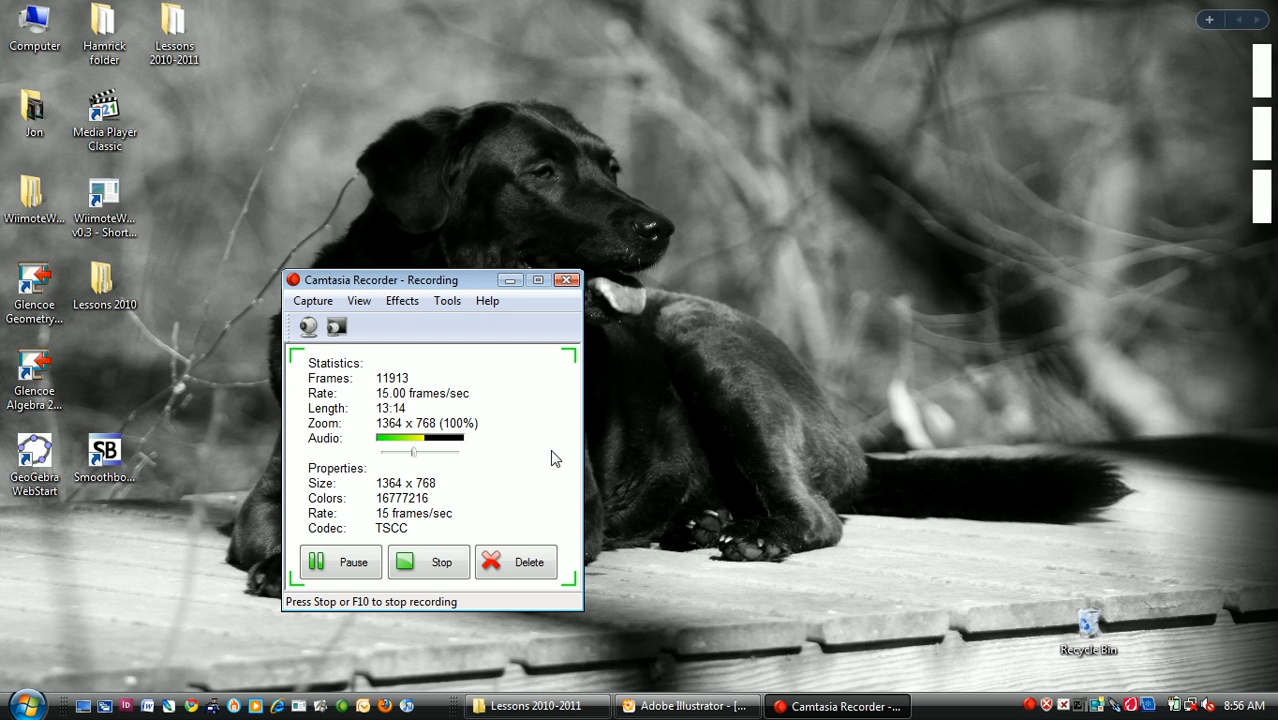 Computer
Hamrick
folder
Lessons
2010-2011
Jon
Media Player
Classic
WiimoteW...
WiimoteW...
v0.3 - Short...
Glencoe
Geometry...
Lessons 2010
Glencoe
Algebra 2...
GeoGebra
WebStart
SB
Smoothbo...
Camtasia Recorder - Recording
Capture View Effects Tools Help
Statistics:
Frames: 11913
Rate: 15.00 frames/sec
Length: 13:14
Zoom: 1364 x 768 (100%)
Audio:
Properties:
Size: 1364 x 768
Colors: 16777216
Rate: 15 frames/sec
Codec: TSCC
Pause Stop Delete
Press Stop or F10 to stop recording
Recycle Bin
Lessons 2010-2011
Adobe Illustrator - [...
Camtasia Recorder -...
8:56 AM